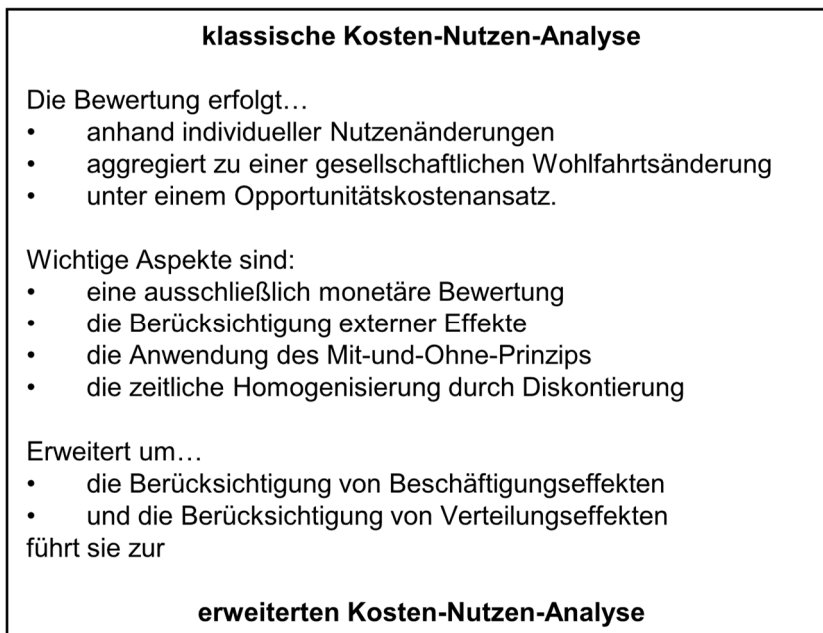 klassische Kosten-Nutzen-Analyse
Die Bewertung erfolgt…
• anhand individueller Nutzenänderungen
• aggregiert zu einer gesellschaftlichen Wohlfahrtsänderung
• unter einem Opportunitätskostenansatz.
Wichtige Aspekte sind:
• eine ausschließlich monetäre Bewertung
• die Berücksichtigung externer Effekte
• die Anwendung des Mit-und-Ohne-Prinzips
• die zeitliche Homogenisierung durch Diskontierung
Erweitert um…
• die Berücksichtigung von Beschäftigungseffekten
• und die Berücksichtigung von Verteilungseffekten
führt sie zur
erweiterten Kosten-Nutzen-Analyse